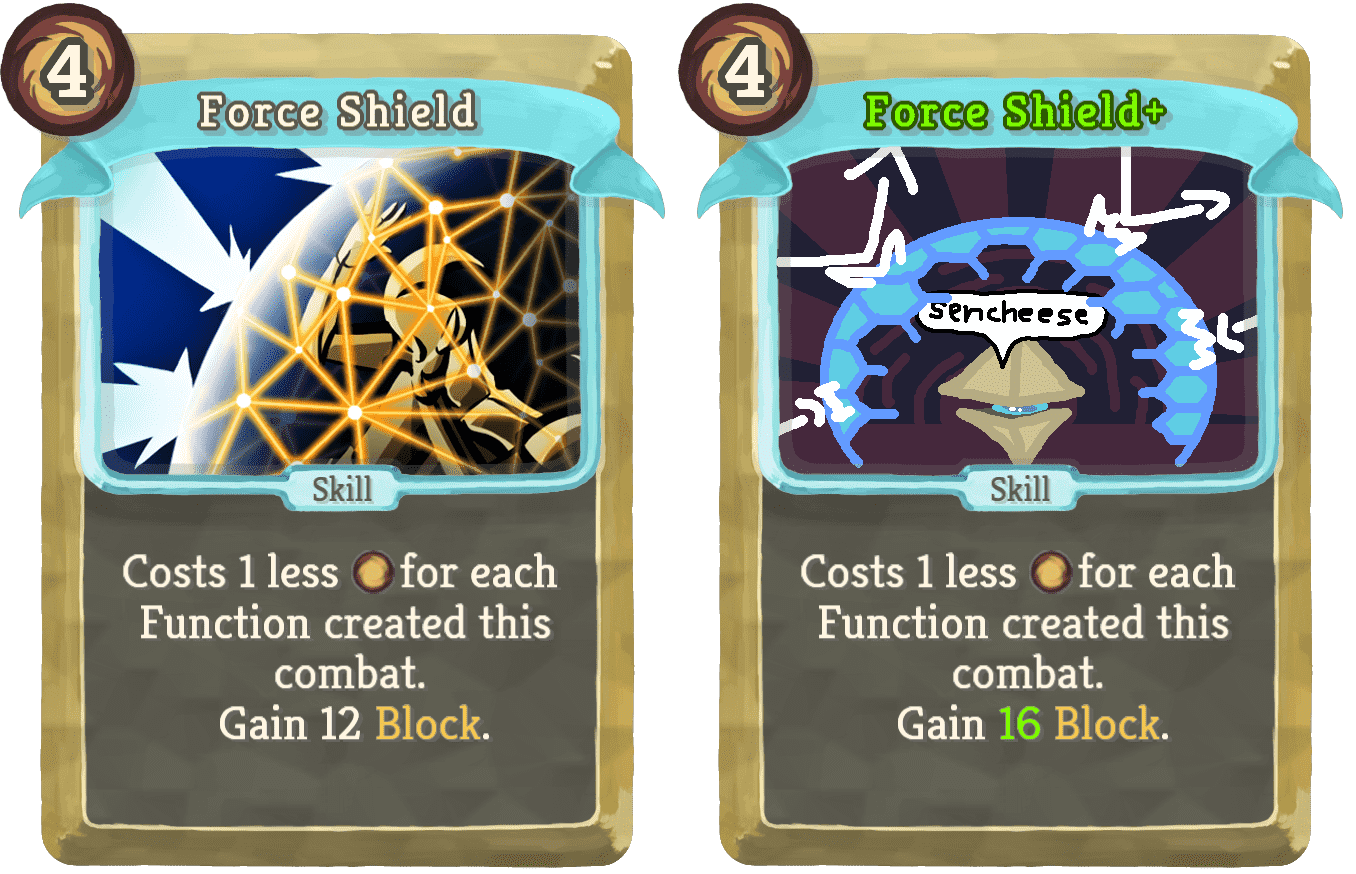 4
Force Shield
Skill
Costs 1 less for each
Function created this
combat.
Gain 12 Block.
4
Force Shield+
sencheese
Skill
Costs 1 less for each
Function created this
combat.
Gain 16 Block.